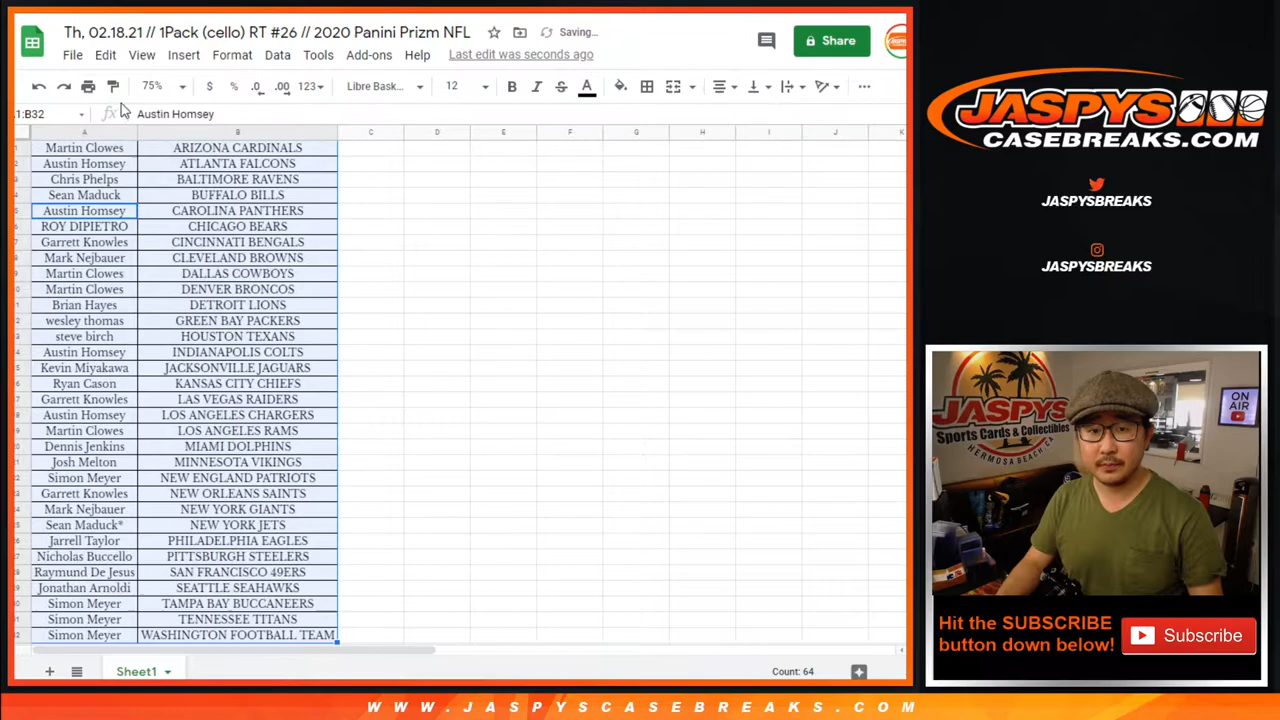 Th, 02.18.21 // 1Pack (cello) RT #26 // 2020 Panini Prizm NFL Saving...
File Edit View Insert Format Data Tools Add-ons Help Last edit was seconds ago
Share
75% $ % .0 .00 123 Libre Bask... 12 B I S A
1:B32 fx Austin Homsey
A B C D E F G H I J K
Martin Clowes ARIZONA CARDINALS
Austin Homsey ATLANTA FALCONS
Chris Phelps BALTIMORE RAVENS
Sean Maduck BUFFALO BILLS
Austin Homsey CAROLINA PANTHERS
ROY DIPIETRO CHICAGO BEARS
Garrett Knowles CINCINNATI BENGALS
Mark Nejbauer CLEVELAND BROWNS
Martin Clowes DALLAS COWBOYS
Martin Clowes DENVER BRONCOS
Brian Hayes DETROIT LIONS
wesley thomas GREEN BAY PACKERS
steve birch HOUSTON TEXANS
Austin Homsey INDIANAPOLIS COLTS
Kevin Miyakawa JACKSONVILLE JAGUARS
Ryan Cason KANSAS CITY CHIEFS
Garrett Knowles LAS VEGAS RAIDERS
Austin Homsey LOS ANGELES CHARGERS
Martin Clowes LOS ANGELES RAMS
Dennis Jenkins MIAMI DOLPHINS
Josh Melton MINNESOTA VIKINGS
Simon Meyer NEW ENGLAND PATRIOTS
Garrett Knowles NEW ORLEANS SAINTS
Mark Nejbauer NEW YORK GIANTS
Sean Maduck* NEW YORK JETS
Jarrell Taylor PHILADELPHIA EAGLES
Nicholas Buccello PITTSBURGH STEELERS
Raymund De Jesus SAN FRANCISCO 49ERS
Jonathan Arnoldi SEATTLE SEAHAWKS
Simon Meyer TAMPA BAY BUCCANEERS
Simon Meyer TENNESSEE TITANS
Simon Meyer WASHINGTON FOOTBALL TEAM
Sheet1 Count: 64
JASPYS
CASEBREAKS.COM
JASPYSBREAKS
JASPYSBREAKS
JASPYS
Sports Cards & Collectibles
HERMOSA BEACH, CA
ON
AIR
Hit the SUBSCRIBE
button down below!
Subscribe
WWW.JASPYSCASEBREAKS.COM